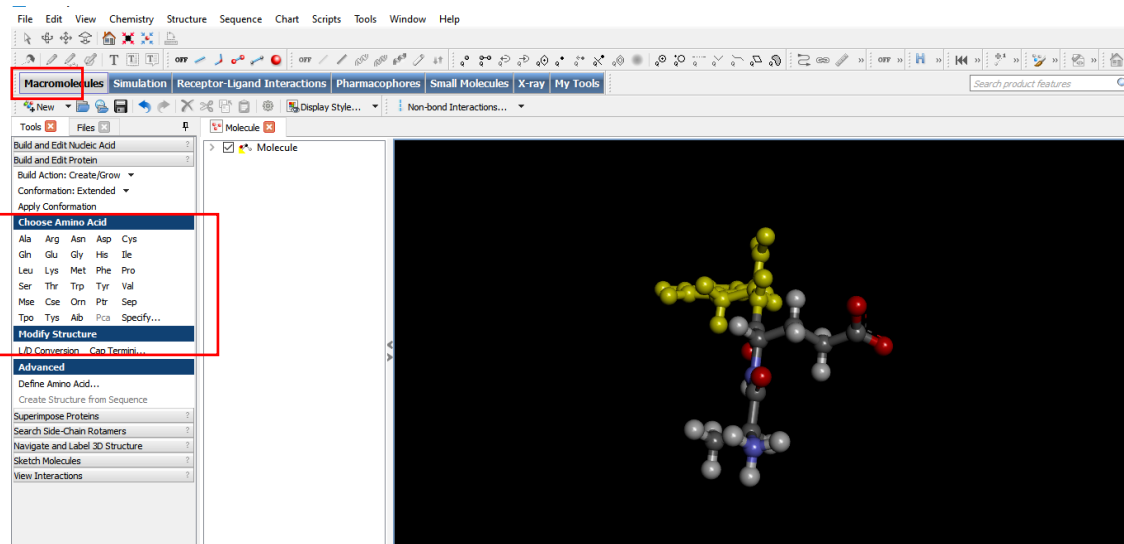 File Edit View Chemistry Structure Sequence Chart Scripts Tools Window Help
T T T OFF OFF OFF H
Macromolecules Simulation Receptor-Ligand Interactions Pharmacophores Small Molecules X-ray My Tools Search product features
New Display Style... Non-bond Interactions...
Tools Files Molecule
Build and Edit Nucleic Acid ?
Molecule
Build and Edit Protein ?
Build Action: Create/Grow
Conformation: Extended
Apply Conformation
Choose Amino Acid
Ala Arg Asn Asp Cys
Gln Glu Gly His Ile
Leu Lys Met Phe Pro
Ser Thr Trp Tyr Val
Mse Cse Orn Ptr Sep
Tpo Tys Aib Pca Specify...
Modify Structure
L/D Conversion Cap Termini...
Advanced
Define Amino Acid...
Create Structure from Sequence
Superimpose Proteins ?
Search Side-Chain Rotamers ?
Navigate and Label 3D Structure ?
Sketch Molecules ?
View Interactions ?